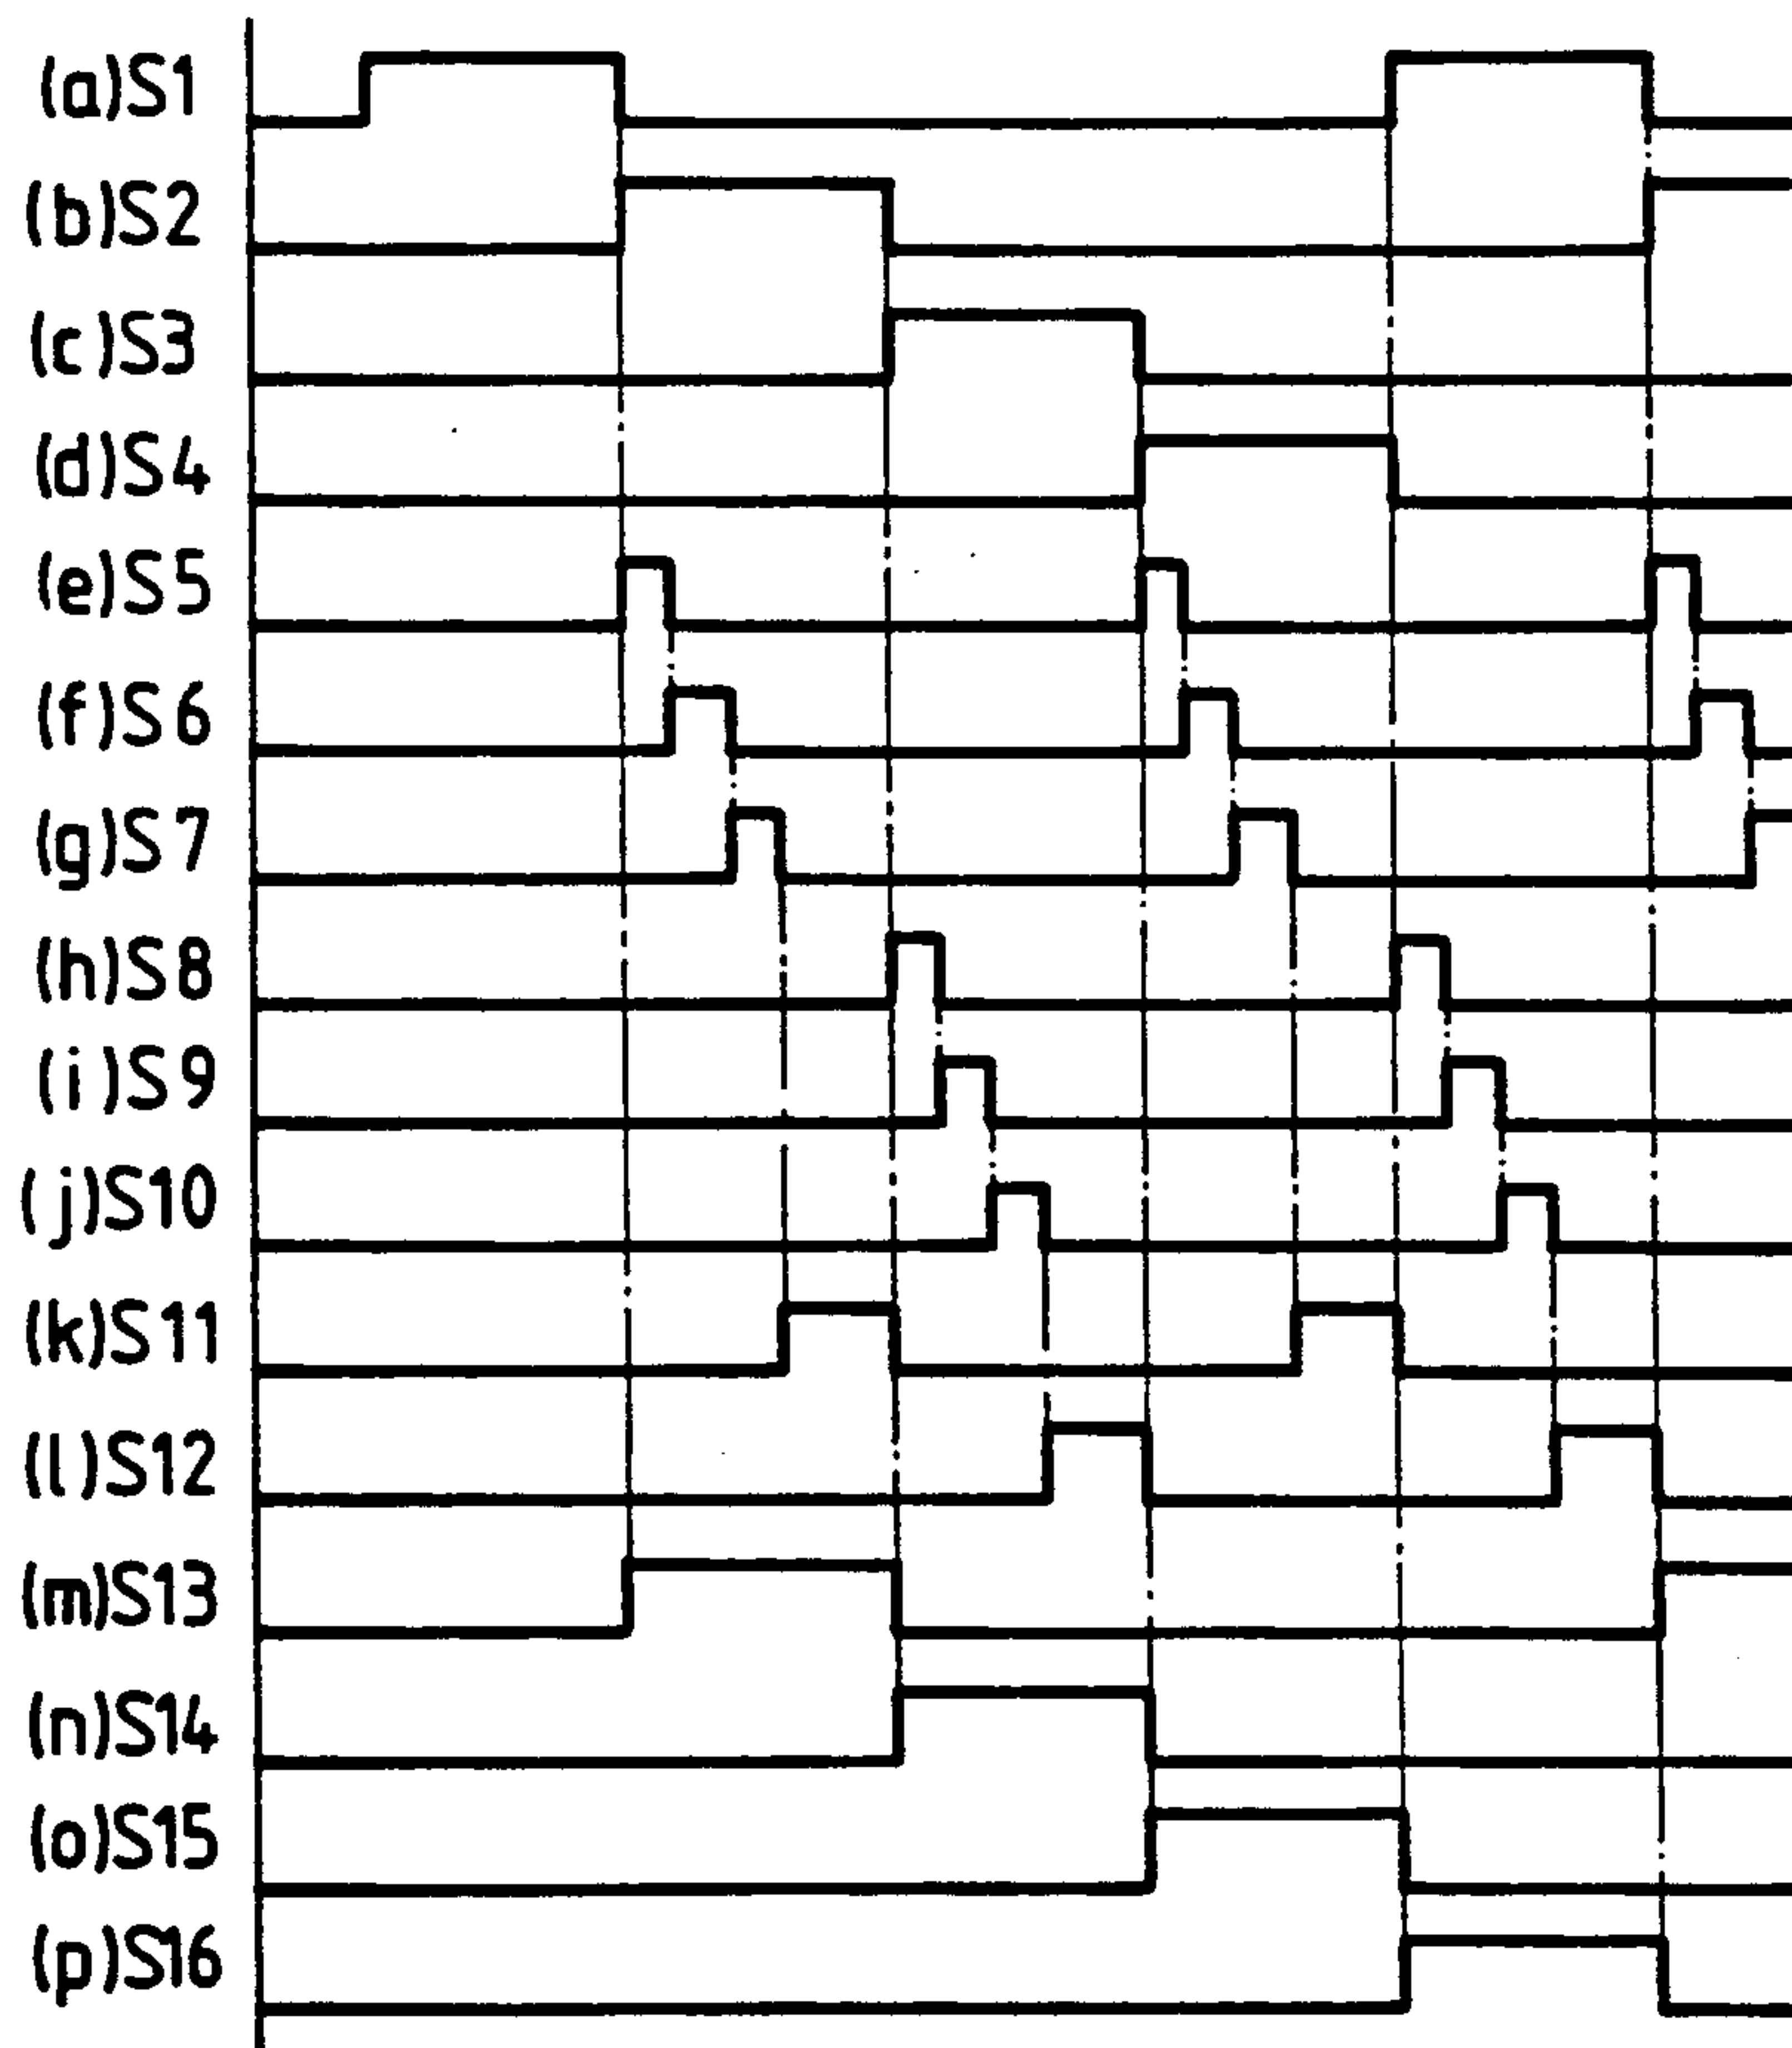 (a)S1
(b)S2
(c)S3
(d)S4
(e)S5
(f)S6
(g)S7
(h)S8
(i)S9
(j)S10
(k)S11
(l)S12
(m)S13
(n)S14
(o)S15
(p)S16